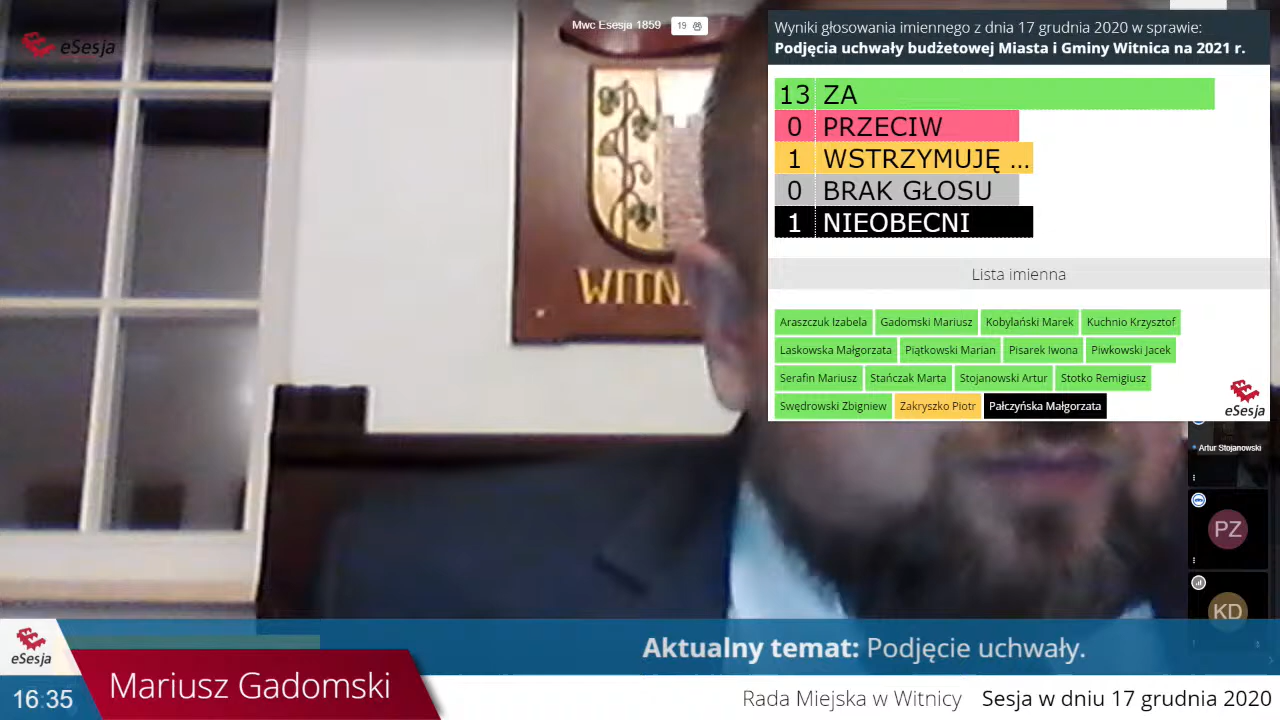 eSesja
Mwc Esesja 1859 19
Wyniki głosowania imiennego z dnia 17 grudnia 2020 w sprawie:
Podjęcia uchwały budżetowej Miasta i Gminy Witnica na 2021 r.
13 ZA
0 PRZECIW
1 WSTRZYMUJĘ ...
0 BRAK GŁOSU
1 NIEOBECNI
Lista imienna
Araszczuk Izabela Gadomski Mariusz Kobylański Marek Kuchnio Krzysztof
Laskowska Małgorzata Piątkowski Marian Pisarek Iwona Piwkowski Jacek
Serafin Mariusz Stańczak Marta Stojanowski Artur Stotko Remigiusz
Swędrowski Zbigniew Zakryszko Piotr Pałczyńska Małgorzata
eSesja
WITN
Artur Stojanowski
PZ
KD
eSesja
Aktualny temat: Podjęcie uchwały.
16:35
Mariusz Gadomski
Rada Miejska w Witnicy Sesja w dniu 17 grudnia 2020